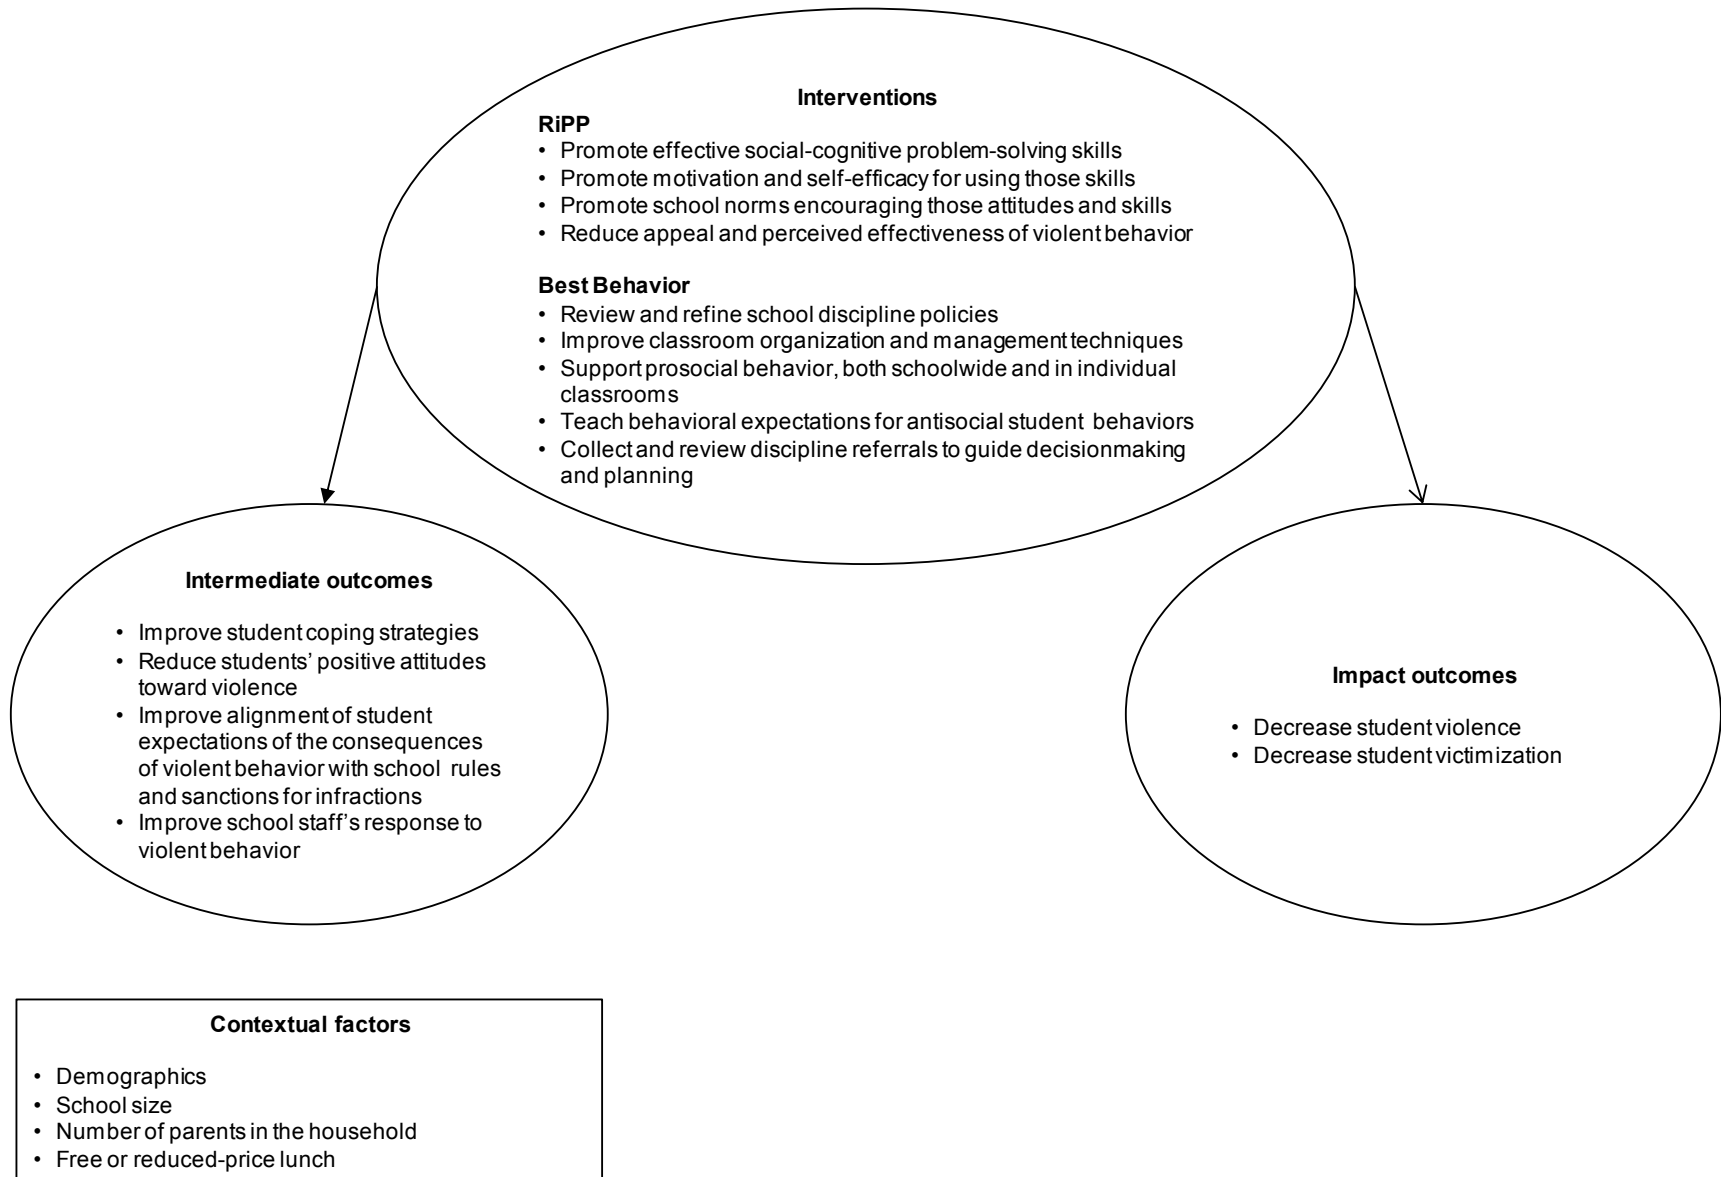 Interventions
RiPP
• Promote effective social-cognitive problem-solving skills
• Promote motivation and self-efficacy for using those skills
• Promote school norms encouraging those attitudes and skills
• Reduce appeal and perceived effectiveness of violent behavior
Best Behavior
• Review and refine school discipline policies
• Improve classroom organization and management techniques
• Support prosocial behavior, both schoolwide and in individual
classrooms
• Teach behavioral expectations for antisocial student behaviors
• Collect and review discipline referrals to guide decisionmaking
and planning
Intermediate outcomes
• Improve student coping strategies
• Reduce students’ positive attitudes
toward violence
• Improve alignment of student
expectations of the consequences
of violent behavior with school rules
and sanctions for infractions
• Improve school staff’s response to
violent behavior
Impact outcomes
• Decrease student violence
• Decrease student victimization
Contextual factors
• Demographics
• School size
• Number of parents in the household
• Free or reduced-price lunch